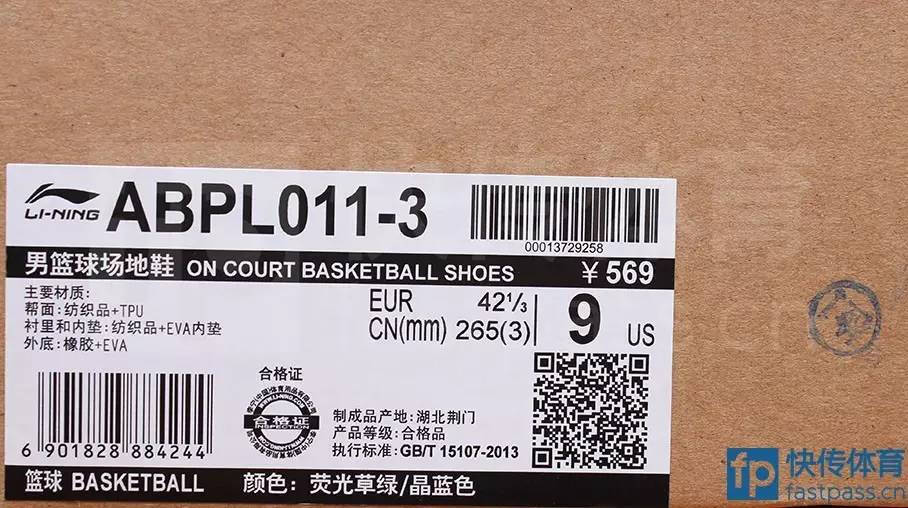 LI-NING
ABPL011-3
00013729258
男篮球场地鞋 ON COURT BASKETBALL SHOES ￥569
主要材质:
帮面: 纺织品+TPU
衬里和内垫: 纺织品+EVA内垫
外底: 橡胶+EVA
EUR 42⅓
CN(mm) 265(3)
9 US
合格证
合格证
INSPECTION
制成品产地: 湖北荆门
产品等级: 合格品
执行标准: GB/T 15107-2013
6 901828 884244
篮球 BASKETBALL 颜色: 荧光草绿/晶蓝色
fp 快传体育
fastpass.cn